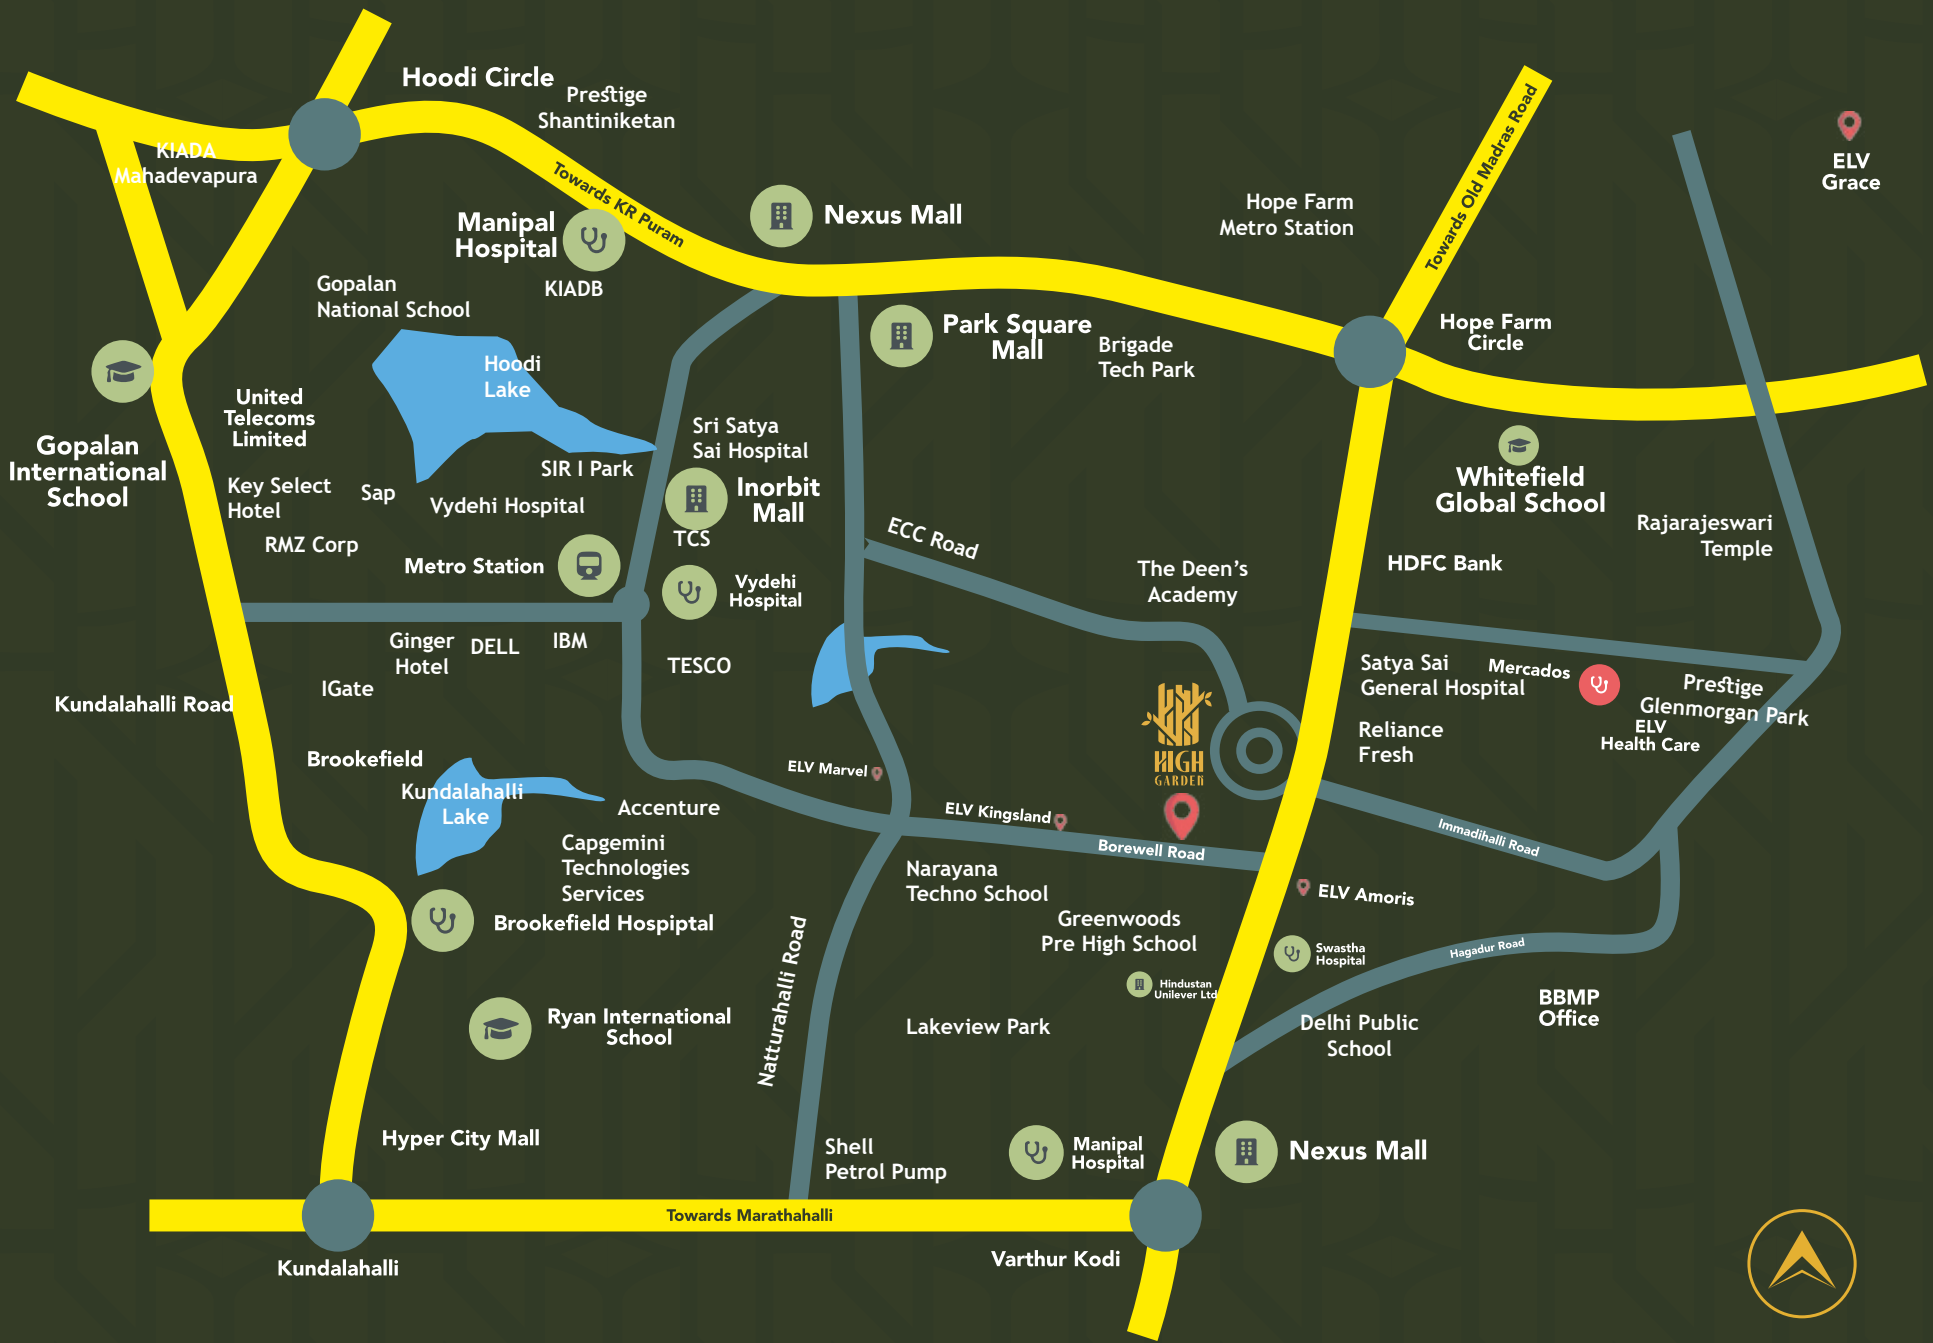 Hoodi Circle
Prestige
Shantiniketan
KIADA
Mahadevapura
Towards KR Puram
Manipal
Hospital
KIADB
Nexus Mall
Hope Farm
Metro Station
Towards Old Madras Road
ELV
Grace
Gopalan
National School
Hoodi
Lake
Park Square
Mall
Brigade
Tech Park
Hope Farm
Circle
United
Telecoms
Limited
Gopalan
International
School
Key Select
Hotel
Sap
SIR I Park
Vydehi Hospital
RMZ Corp
Metro Station
Sri Satya
Sai Hospital
Inorbit
Mall
TCS
Vydehi
Hospital
ECC Road
The Deen's
Academy
Whitefield
Global School
HDFC Bank
Rajarajeswari
Temple
Ginger
Hotel
DELL
IBM
TESCO
IGate
Kundalahalli Road
Satya Sai
General Hospital
Mercados
Prestige
Glenmorgan Park
ELV
Health Care
Reliance
Fresh
HIGH
GARDEN
Brookefield
Kundalahalli
Lake
Accenture
ELV Marvel
ELV Kingsland
Borewell Road
Immadihalli Road
Capgemini
Technologies
Services
Narayana
Techno School
ELV Amoris
Brookefield Hospiptal
Greenwoods
Pre High School
Swastha
Hospital
Hagadur Road
Hindustan
Unilever Ltd
Natturahalli Road
Ryan International
School
Lakeview Park
Delhi Public
School
BBMP
Office
Hyper City Mall
Shell
Petrol Pump
Manipal
Hospital
Nexus Mall
Towards Marathahalli
Kundalahalli
Varthur Kodi